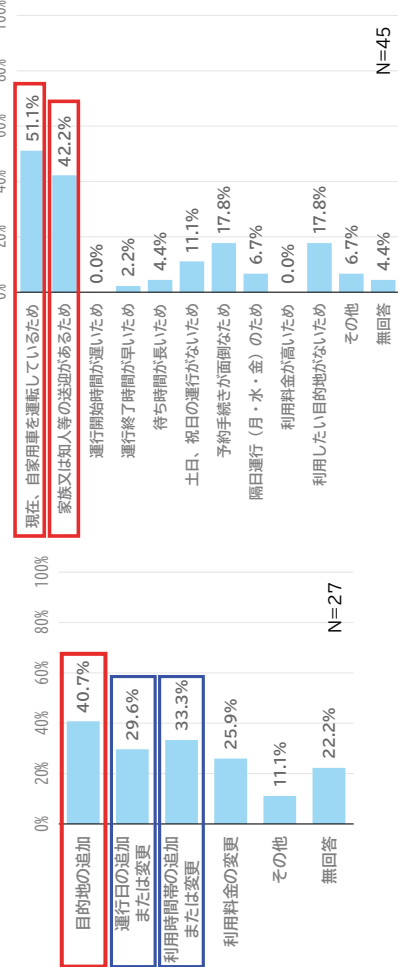 0%
20%
40%
60%
80%
100%
現在、自家用車を運転しているため
51.1%
家族又は知人等の送迎があるため
42.2%
運行開始時間が遅いため
0.0%
運行終了時間が早いため
2.2%
待ち時間が長いため
4.4%
土日、祝日の運行がないため
11.1%
予約手続きが面倒なため
17.8%
隔日運行（月・水・金）のため
6.7%
利用料金が高いため
0.0%
利用したい目的地がないため
17.8%
その他
6.7%
無回答
4.4%
N=45
0%
20%
40%
60%
80%
100%
目的地の追加
40.7%
運行日の追加
または変更
29.6%
利用時間帯の追加
または変更
33.3%
利用料金の変更
25.9%
その他
11.1%
無回答
22.2%
N=27